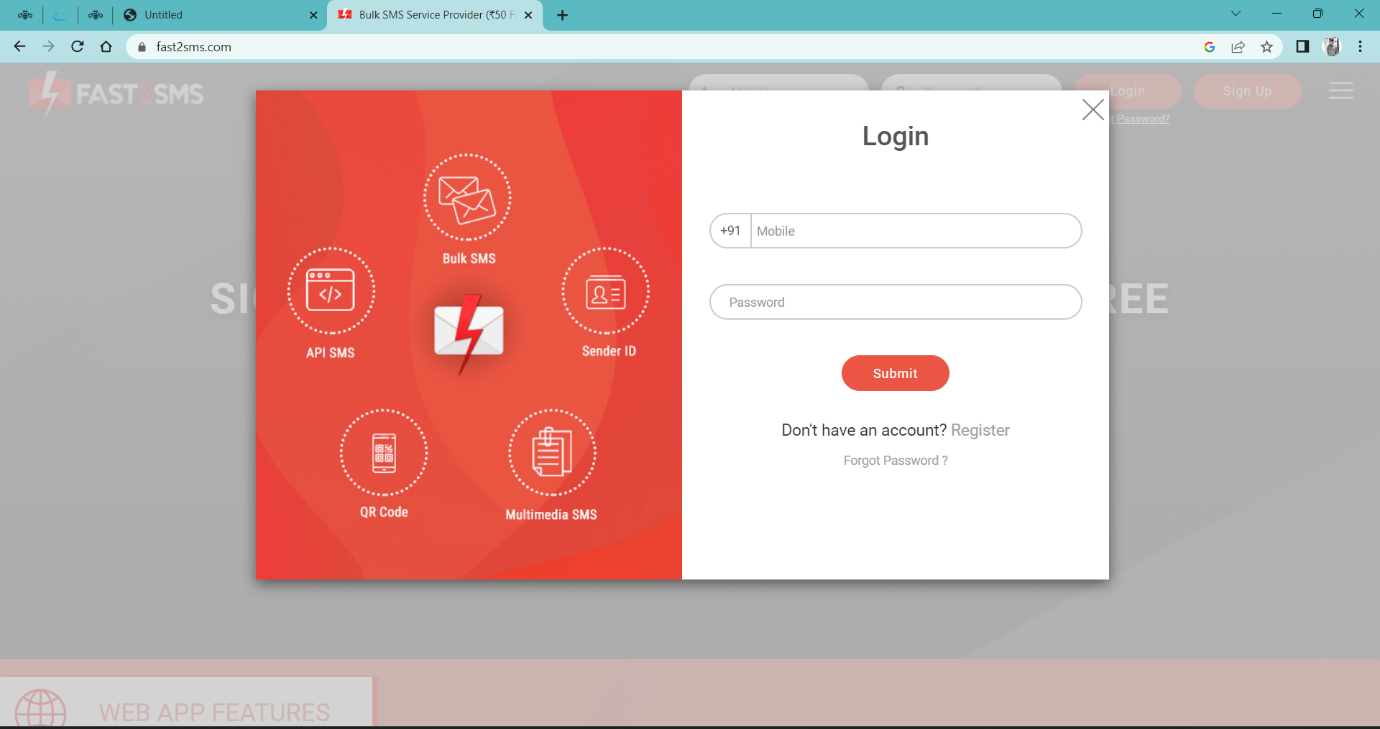 Untitled
Bulk SMS Service Provider (₹50 F
fast2sms.com
FAST2SMS
Login
Sign Up
t Password?
Login
+91 Mobile
Password
Submit
Don't have an account? Register
Forgot Password ?
Bulk SMS
API SMS
Sender ID
QR Code
Multimedia SMS
SI
REE
WEB APP FEATURES